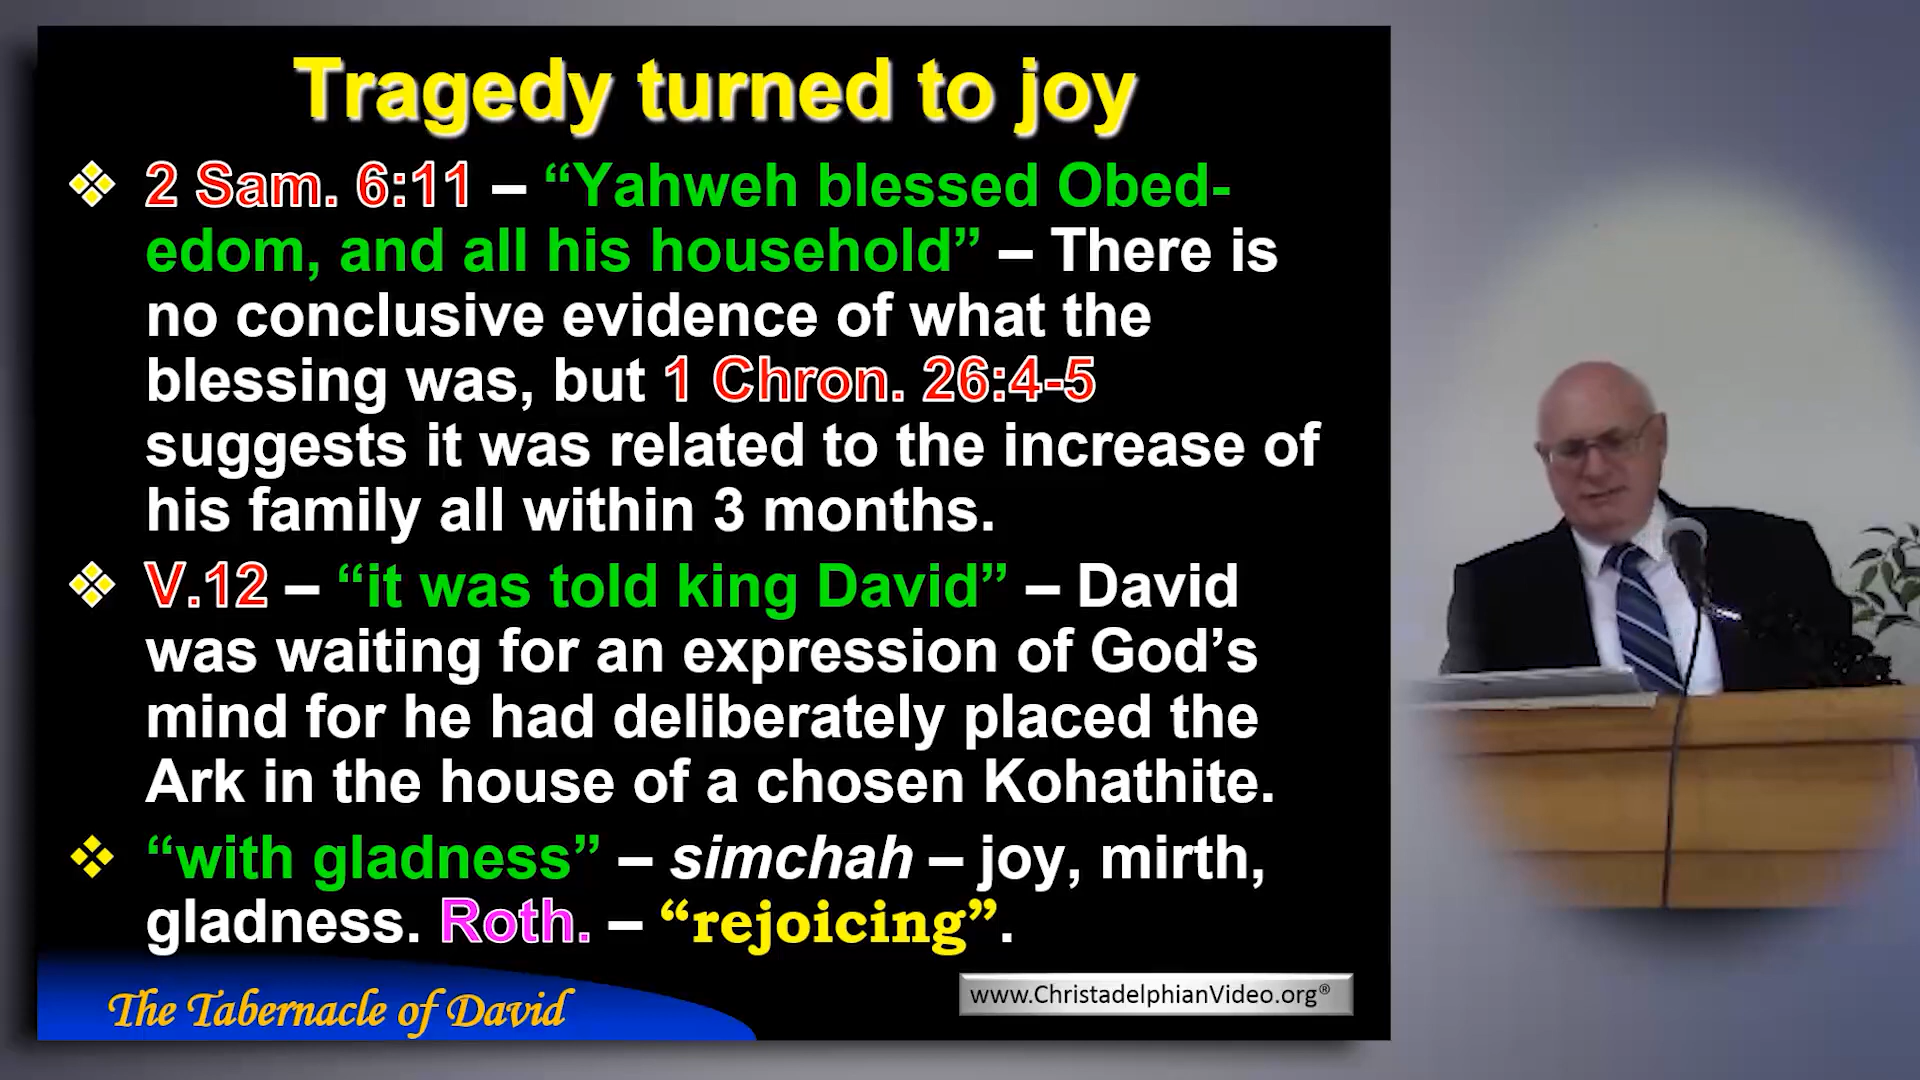 Tragedy turned to joy
2 Sam. 6:11 – “Yahweh blessed Obed-
edom, and all his household” – There is
no conclusive evidence of what the
blessing was, but 1 Chron. 26:4-5
suggests it was related to the increase of
his family all within 3 months.
V.12 – “it was told king David” – David
was waiting for an expression of God’s
mind for he had deliberately placed the
Ark in the house of a chosen Kohathite.
“with gladness” – simchah – joy, mirth,
gladness. Roth. – “rejoicing”.
The Tabernacle of David
www.ChristadelphianVideo.org®